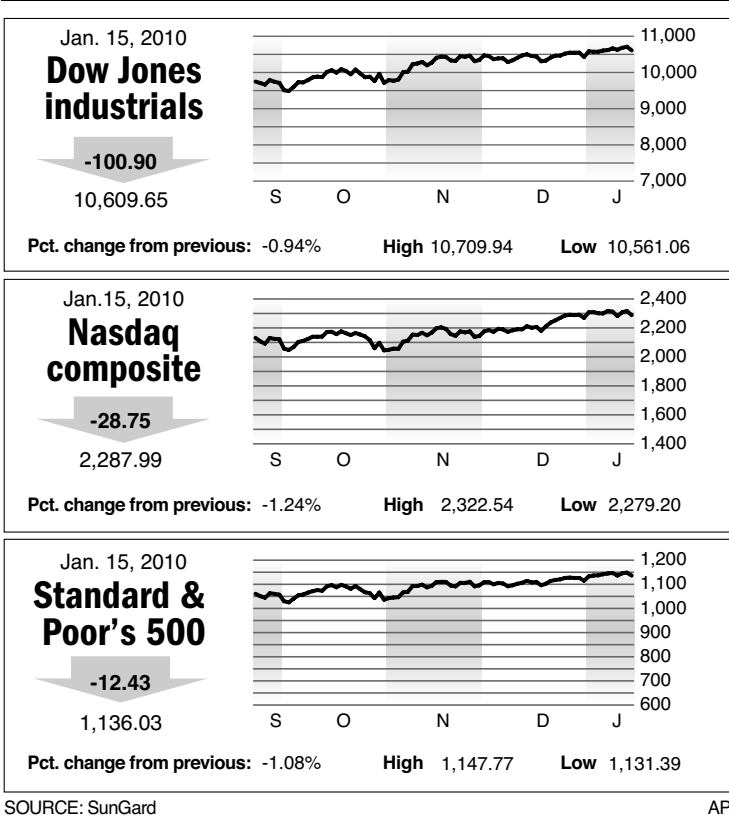 Jan. 15, 2010
Dow Jones
industrials
-100.90
10,609.65
11,000
10,000
9,000
8,000
7,000
S O N D J
Pct. change from previous: -0.94% High 10,709.94 Low 10,561.06
Jan.15, 2010
Nasdaq
composite
-28.75
2,287.99
2,400
2,200
2,000
1,800
1,600
1,400
S O N D J
Pct. change from previous: -1.24% High 2,322.54 Low 2,279.20
Jan. 15, 2010
Standard &
Poor's 500
-12.43
1,136.03
1,200
1,100
1,000
900
800
700
600
S O N D J
Pct. change from previous: -1.08% High 1,147.77 Low 1,131.39
SOURCE: SunGard AP